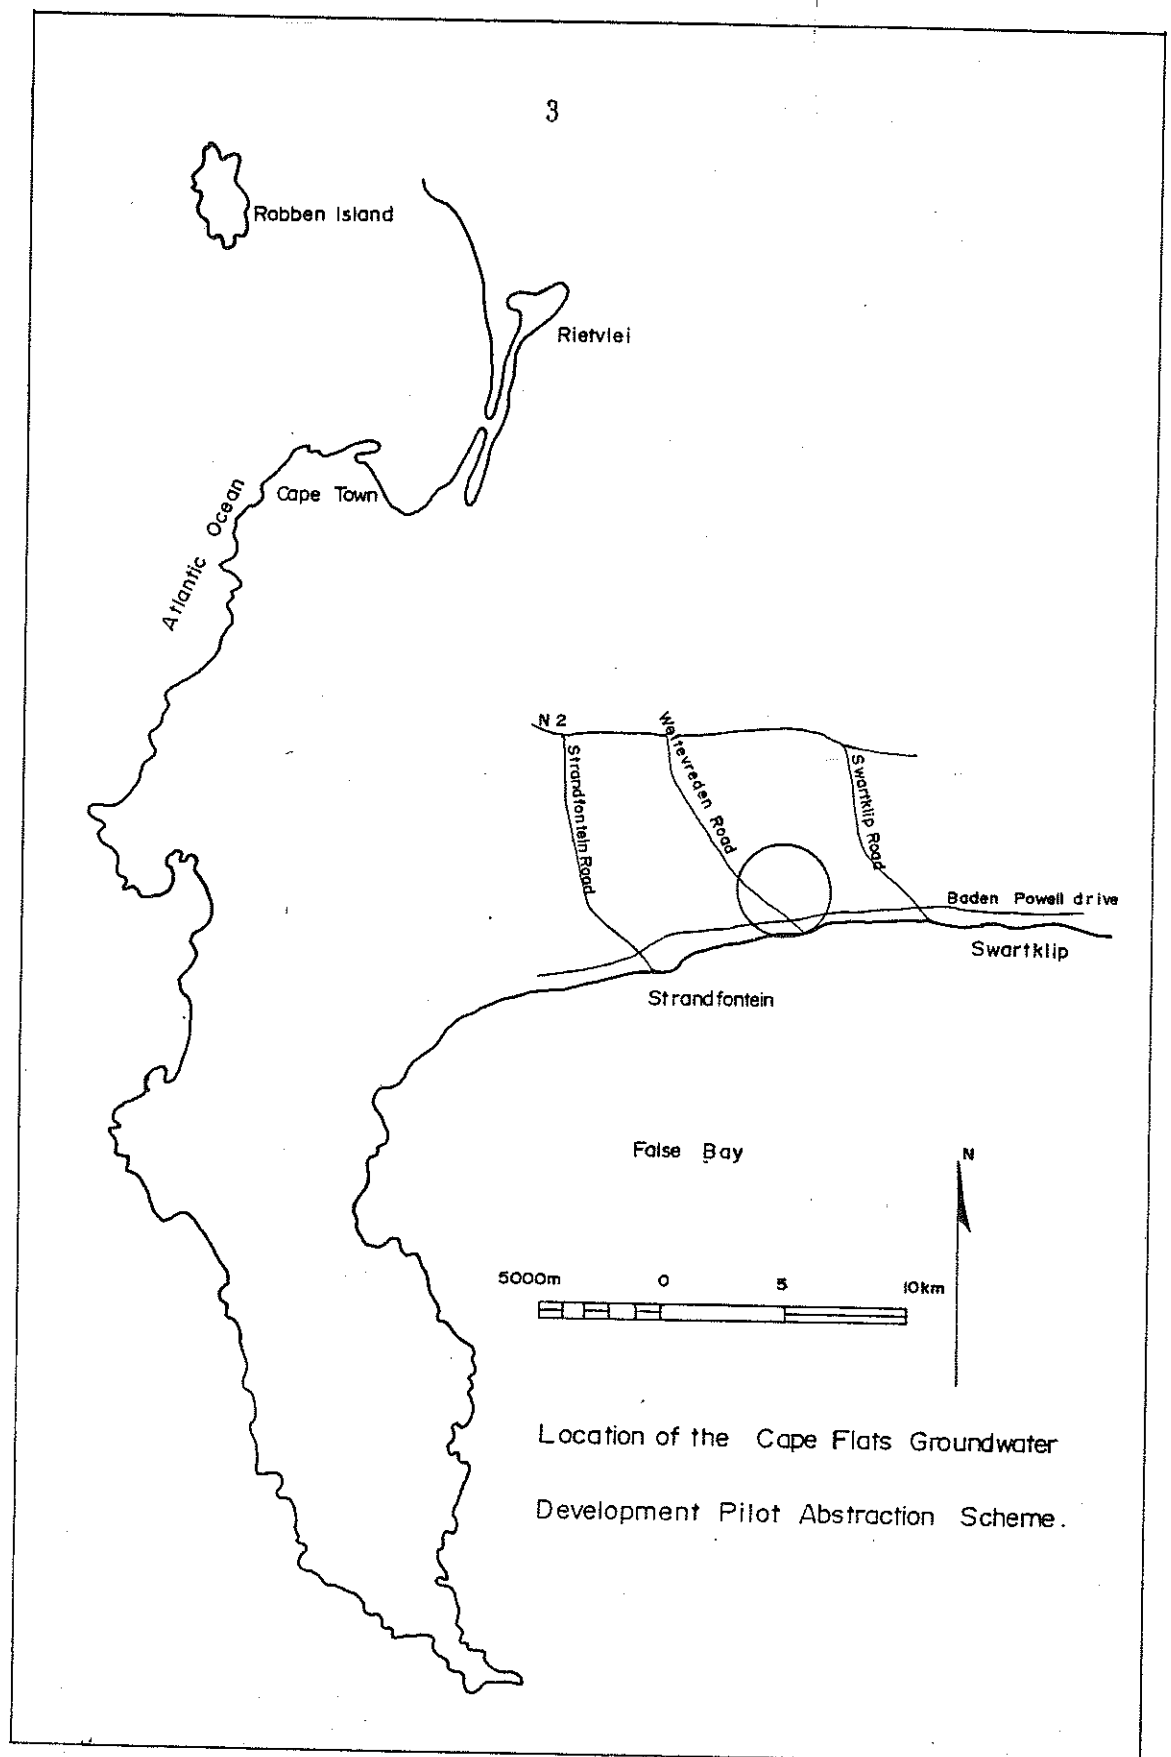 3
Robben Island
Rietvlei
Cape Town
Atlantic Ocean
N 2
Weltevreden Road
Strandfontein Road
Swartklip Road
Baden Powell drive
Swartklip
Strandfontein
False Bay
N
5000m 0 5 10km
Location of the Cape Flats Groundwater
Development Pilot Abstraction Scheme.